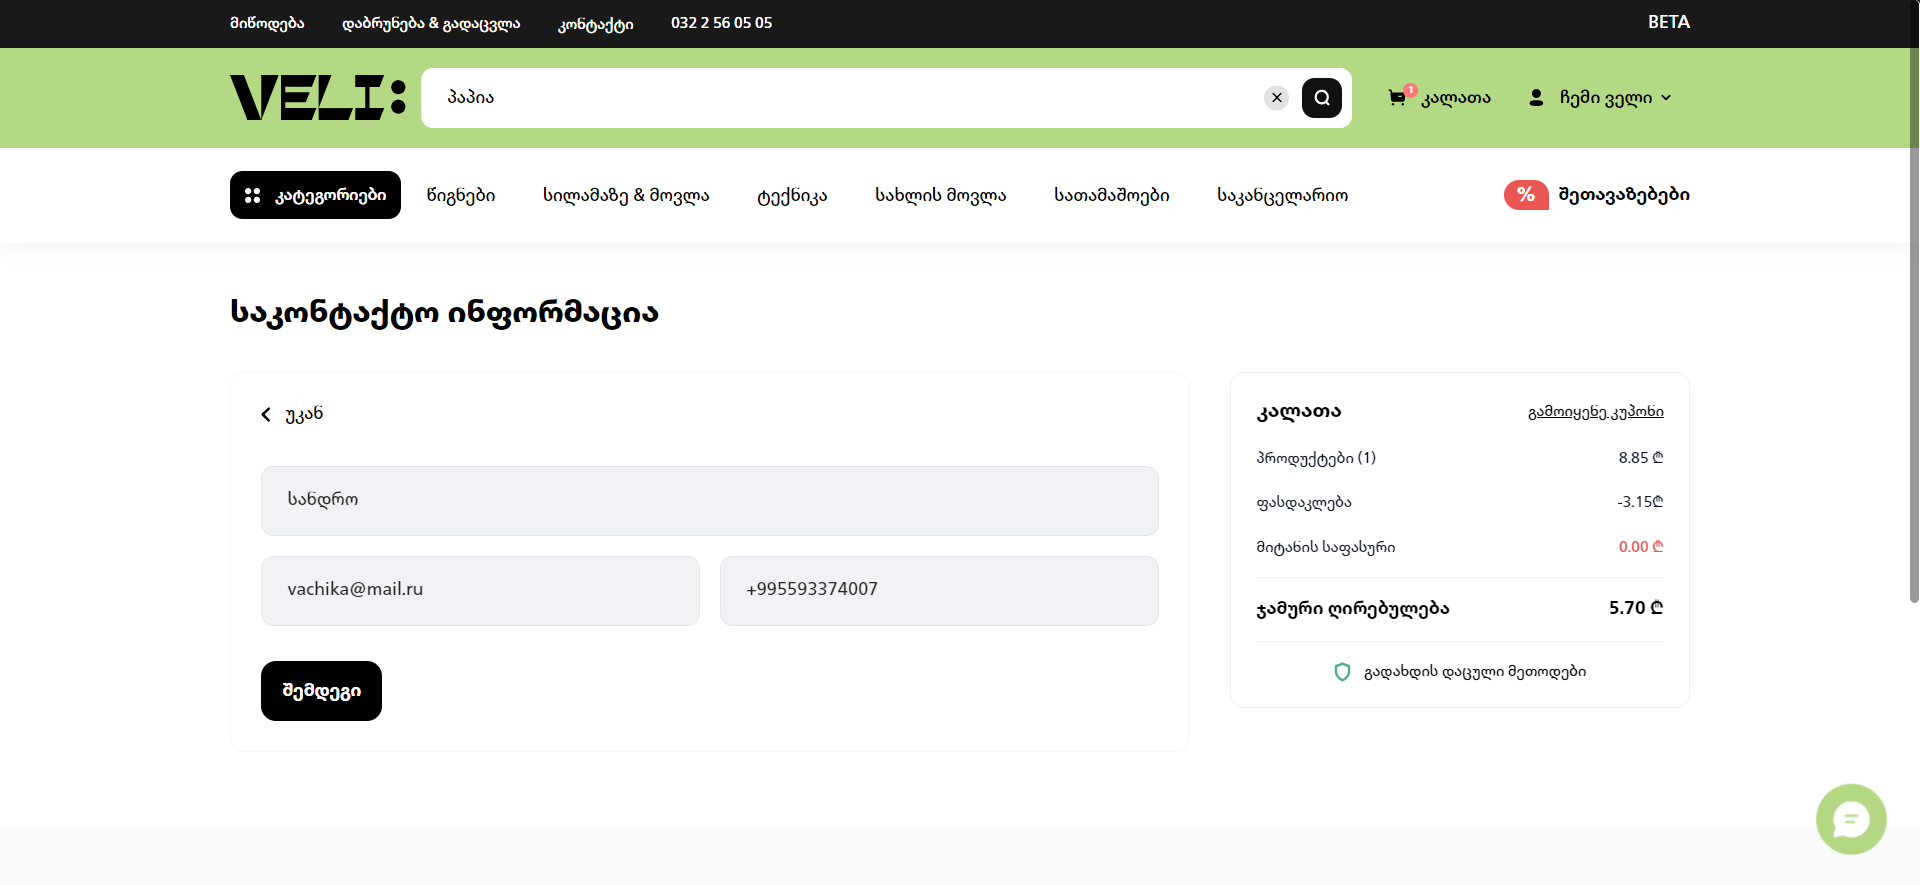 მიწოდება დაბრუნება & გადაცვლა კონტაქტი 032 2 56 05 05 BETA
VELI: პაპია 1 კალათა ჩემი ველი
კატეგორიები წიგნები სილამაზე & მოვლა ტექნიკა სახლის მოვლა სათამაშოები საკანცელარიო % შეთავაზებები
საკონტაქტო ინფორმაცია
უკან
სანდრო
vachika@mail.ru +995593374007
შემდეგი
კალათა გამოიყენე კუპონი
პროდუქტები (1) 8.85 ₾
ფასდაკლება -3.15₾
მიტანის საფასური 0.00 ₾
ჯამური ღირებულება 5.70 ₾
გადახდის დაცული მეთოდები